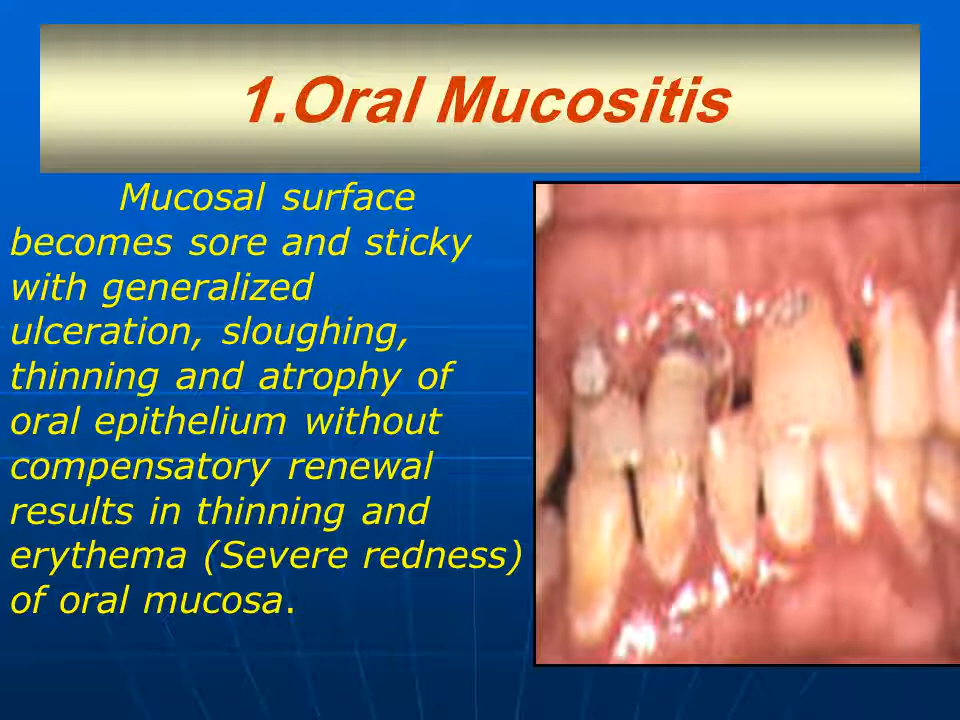 1.Oral Mucositis
Mucosal surface
becomes sore and sticky
with generalized
ulceration, sloughing,
thinning and atrophy of
oral epithelium without
compensatory renewal
results in thinning and
erythema (Severe redness)
of oral mucosa.